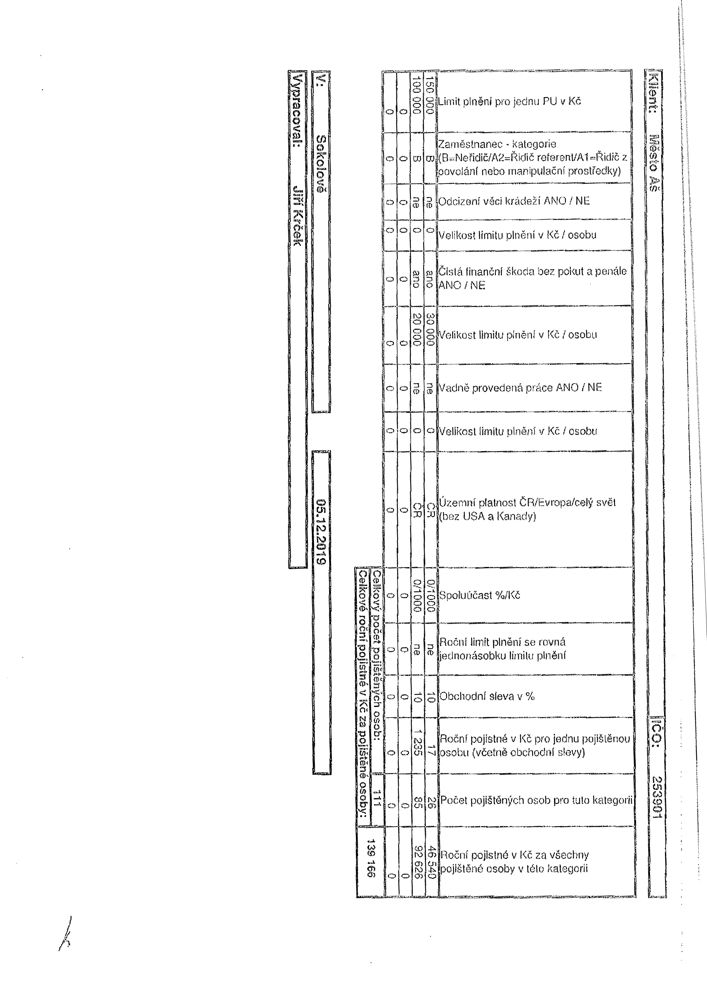 Klient: Město Aš IČO: 253901
Limit plnění pro jednu PU v Kč
Zaměstnanec - kategorie
(B=Neřidič/A2=Řidič referent/A1=Řidič z
povolání nebo manipulační prostředky)
Odcizení věci krádeží ANO / NE
Velikost limitu plnění v Kč / osobu
Čistá finanční škoda bez pokut a penále
ANO / NE
Velikost limitu plnění v Kč / osobu
Vadně provedená práce ANO / NE
Velikost limitu plnění v Kč / osobu
Územní platnost ČR/Evropa/celý svět
(bez USA a Kanady)
Spoluúčast %/Kč
Roční limit plnění se rovná
jednonásobku limitu plnění
Obchodní sleva v %
Roční pojistné v Kč pro jednu pojištěnou
osobu (včetně obchodní slevy)
Počet pojištěných osob pro tuto kategorii
Roční pojistné v Kč za všechny
pojištěné osoby v této kategorii
150 000 B ne 0 ano 30 000 ne 0 ČR 0/1000 ne 10 17 26 46 540
100 000 B ne 0 ano 20 000 ne 0 ČR 0/1000 ne 10 1 235 85 92 626
0 0 0 0 0 0 0 0 0 0 0 0 0 0 0
0 0 0 0 0 0 0 0 0 0 0 0 0 0 0
Celkový počet pojištěných osob: 111
Celkové roční pojistné v Kč za pojištěné osoby: 139 166
V: Sokolově 05.12.2019
Vypracoval: Jiří Krček